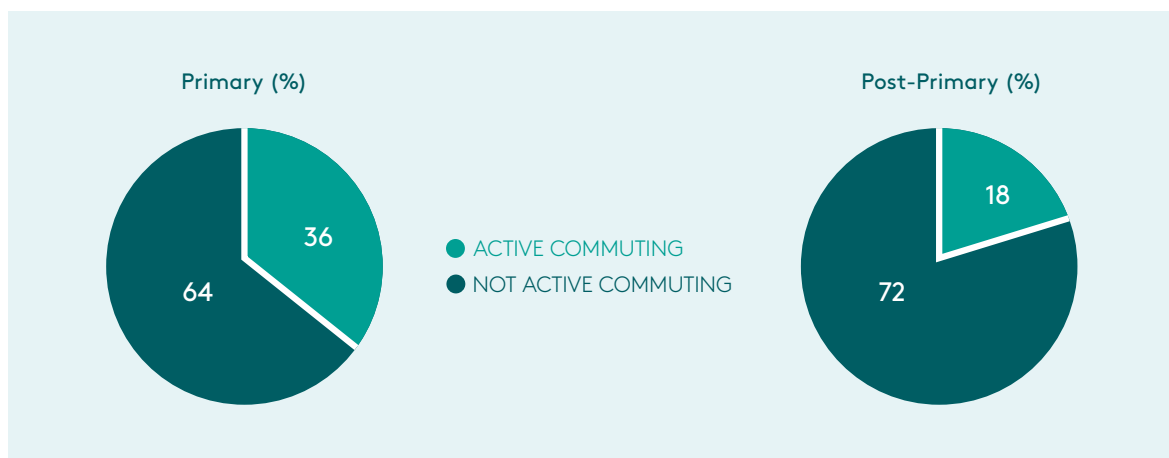 Primary (%)
36
64
ACTIVE COMMUTING
NOT ACTIVE COMMUTING
Post-Primary (%)
18
72